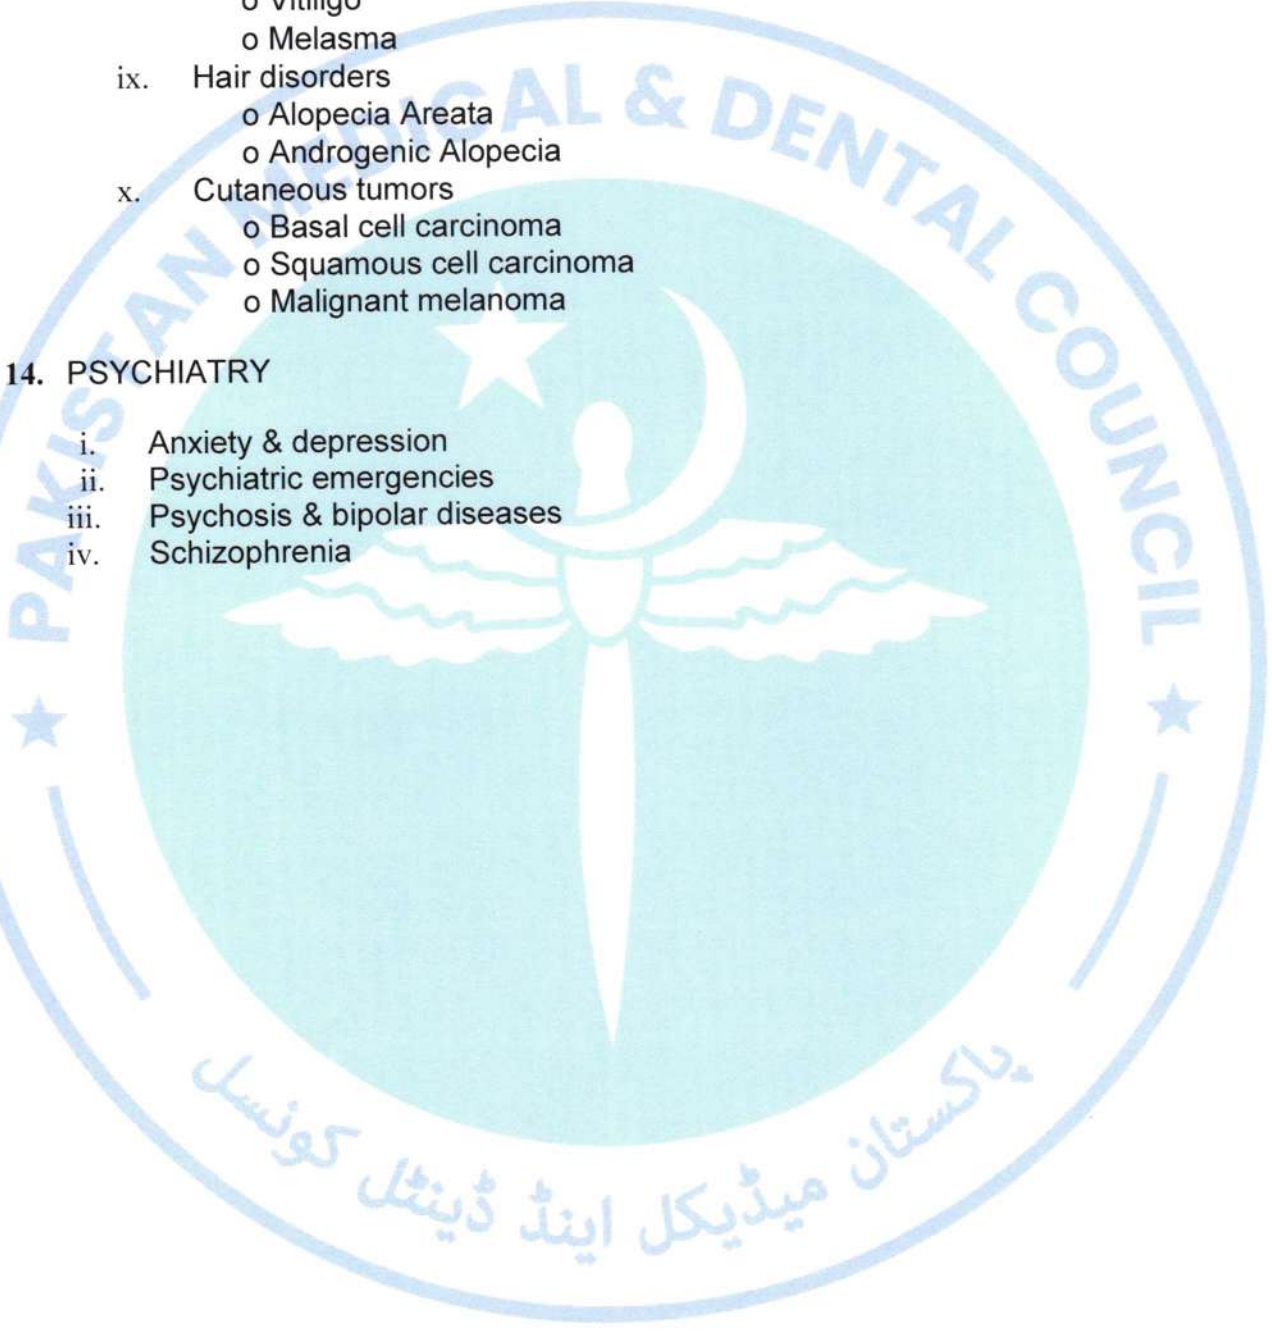 o Vitiligo
o Melasma
ix. Hair disorders
o Alopecia Areata
o Androgenic Alopecia
x. Cutaneous tumors
o Basal cell carcinoma
o Squamous cell carcinoma
o Malignant melanoma
14. PSYCHIATRY
i. Anxiety & depression
ii. Psychiatric emergencies
iii. Psychosis & bipolar diseases
iv. Schizophrenia
PAKISTAN MEDICAL & DENTAL COUNCIL
پاکستان میڈیکل اینڈ ڈینٹل کونسل